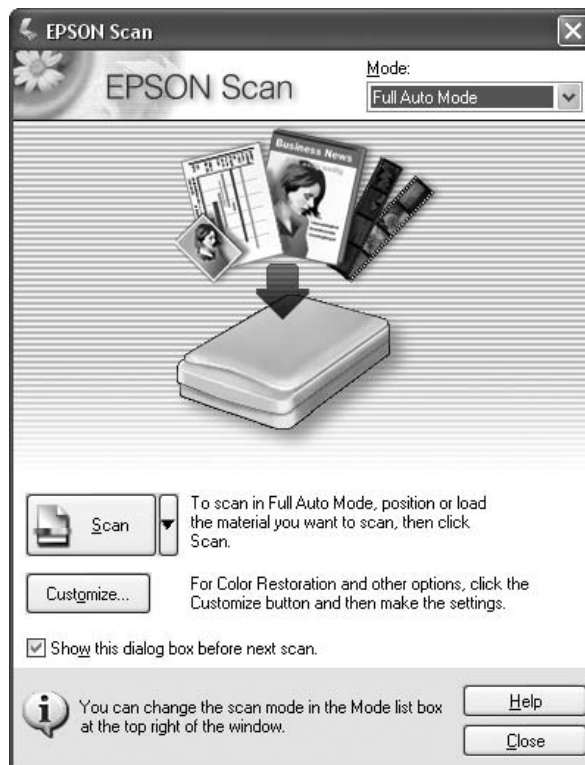 EPSON Scan
EPSON Scan
Mode:
Full Auto Mode
Business News
Scan
To scan in Full Auto Mode, position or load
the material you want to scan, then click
Scan.
Customize...
For Color Restoration and other options, click the
Customize button and then make the settings.
Show this dialog box before next scan.
You can change the scan mode in the Mode list box
at the top right of the window.
Help
Close